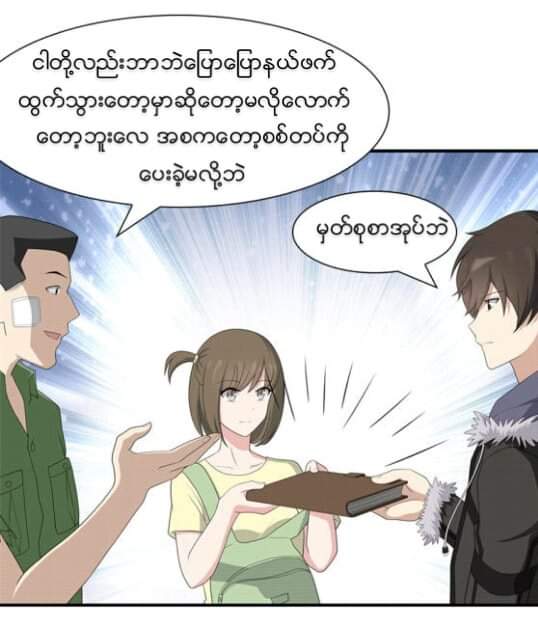 ငါတို့လည်းဘာဘဲပြောပြောနယ်ဖက်
ထွက်သွားတော့မှာဆိုတော့မလိုလောက်
တော့ဘူးလေ အစကတော့စစ်တပ်ကို
ပေးခဲ့မလို့ဘဲ
မှတ်စုစာအုပ်ဘဲ